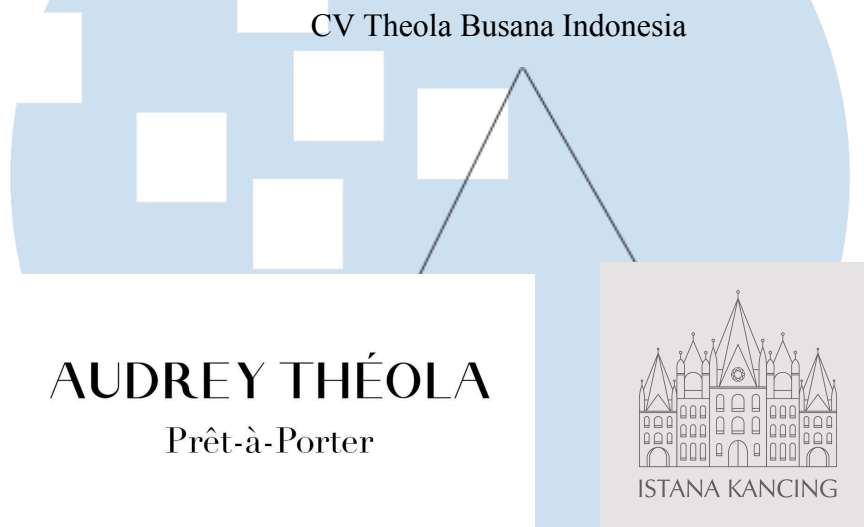 CV Theola Busana Indonesia
AUDREY THÉOLA
Prêt-à-Porter
ISTANA KANCING